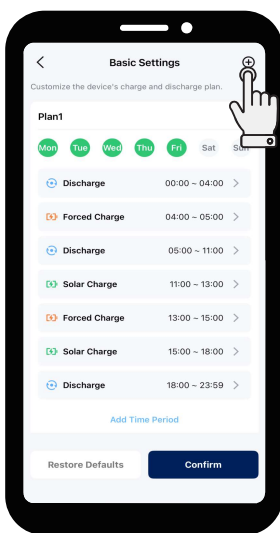 Basic Settings
Customize the device's charge and discharge plan.
Plan1
Mon Tue Wed Thu Fri Sat Sun
Discharge 00:00 ~ 04:00
Forced Charge 04:00 ~ 05:00
Discharge 05:00 ~ 11:00
Solar Charge 11:00 ~ 13:00
Forced Charge 13:00 ~ 15:00
Solar Charge 15:00 ~ 18:00
Discharge 18:00 ~ 23:59
Add Time Period
Restore Defaults Confirm